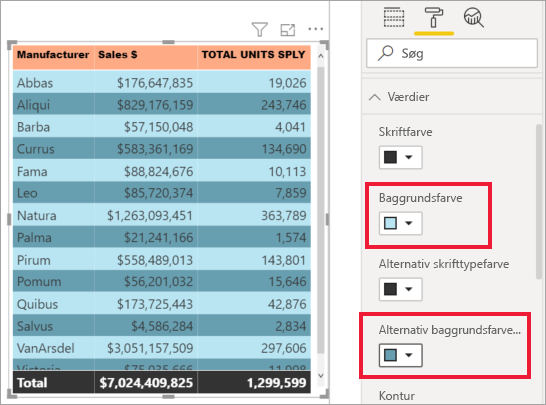 Manufacturer Sales $ TOTAL UNITS SPLY
Abbas $176,647,835 19,026
Aliqui $829,176,159 243,746
Barba $57,150,048 4,041
Currus $583,361,169 134,690
Fama $88,824,676 10,113
Leo $85,720,374 7,859
Natura $1,263,093,451 363,789
Palma $21,241,166 1,574
Pirum $558,489,013 143,801
Pomum $56,201,032 15,646
Quibus $173,725,443 42,876
Salvus $4,586,284 2,834
VanArsdel $3,051,157,509 297,606
Victoria $75,035,666 11,998
Total $7,024,409,825 1,299,599
Søg
Værdier
Skriftfarve
Baggrundsfarve
Alternativ skrifttypefarve
Alternativ baggrundsfarve...
Kontur